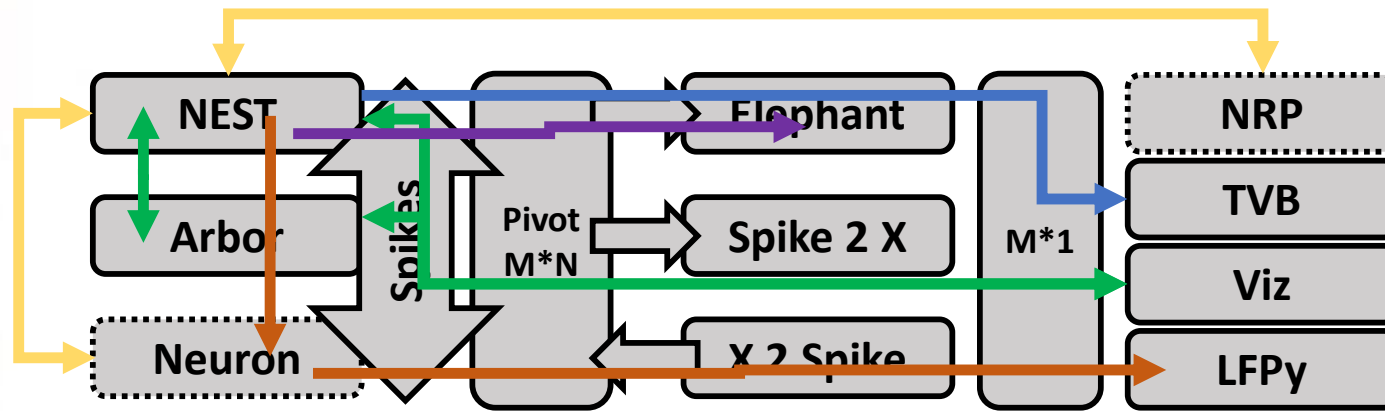 NEST
Arbor
Neuron
Spikes
Pivot
M*N
Elephant
Spike 2 X
X 2 Spike
M*1
NRP
TVB
Viz
LFPy